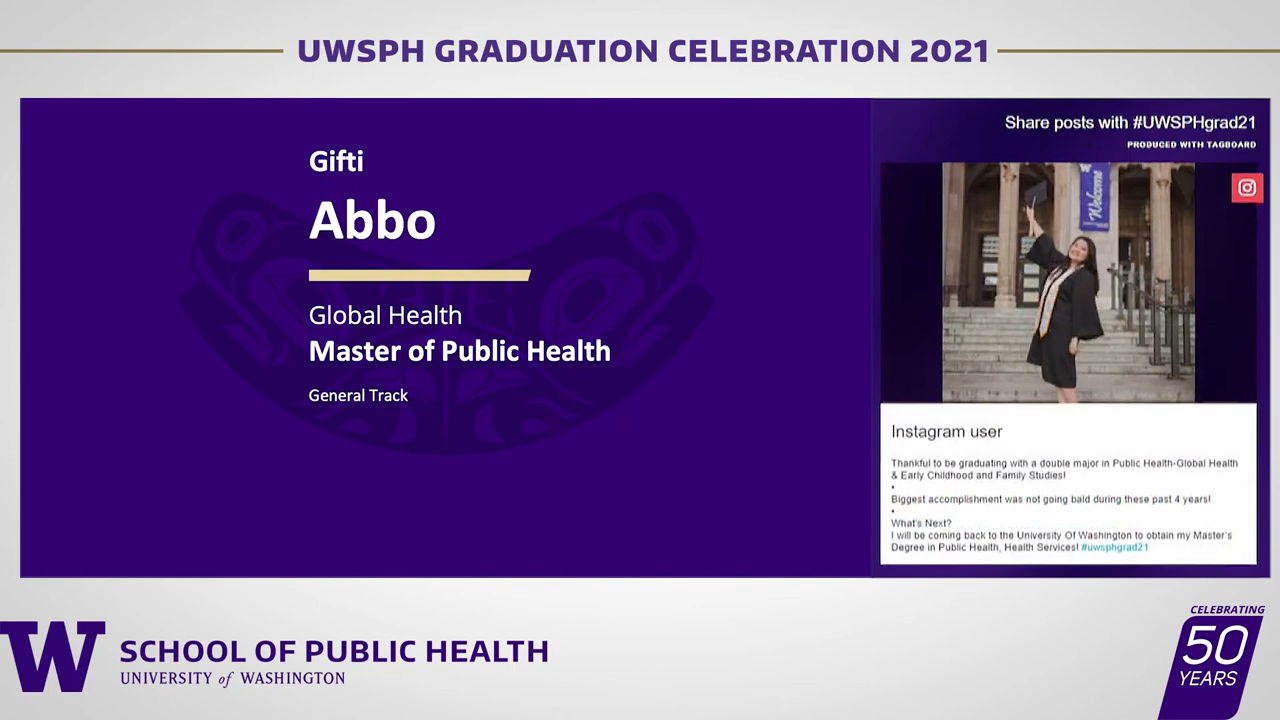 UWSPH GRADUATION CELEBRATION 2021
Gifti
Abbo
Global Health
Master of Public Health
General Track
Share posts with #UWSPHgrad21
PRODUCED WITH TAGBOARD
Welcome
Instagram user
Thankful to be graduating with a double major in Public Health-Global Health
& Early Childhood and Family Studies!
•
Biggest accomplishment was not going bald during these past 4 years!
•
What's Next?
I will be coming back to the University Of Washington to obtain my Master's
Degree in Public Health, Health Services! #uwsphgrad21
W
SCHOOL OF PUBLIC HEALTH
UNIVERSITY of WASHINGTON
CELEBRATING
50
YEARS